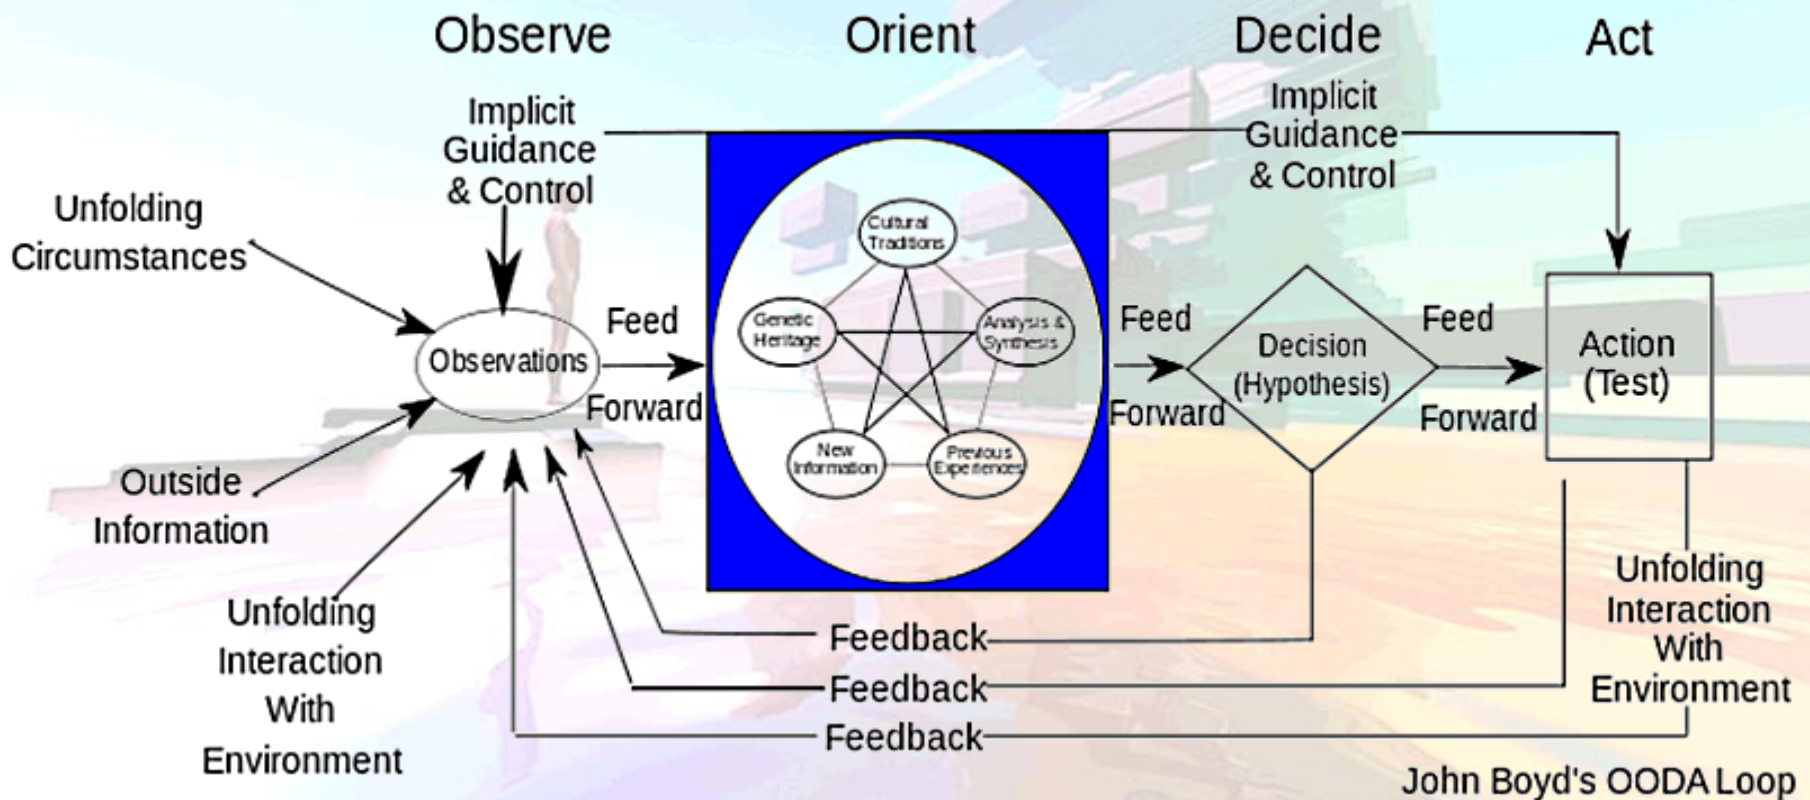 Observe
Orient
Decide
Act
Implicit
Guidance
& Control
Implicit
Guidance
& Control
Unfolding
Circumstances
Observations
Feed
Forward
Cultural
Traditions
Genetic
Heritage
Analysis &
Synthesis
New
Information
Previous
Experiences
Feed
Forward
Decision
(Hypothesis)
Feed
Forward
Action
(Test)
Outside
Information
Unfolding
Interaction
With
Environment
Feedback
Feedback
Feedback
Unfolding
Interaction
With
Environment
John Boyd's OODA Loop